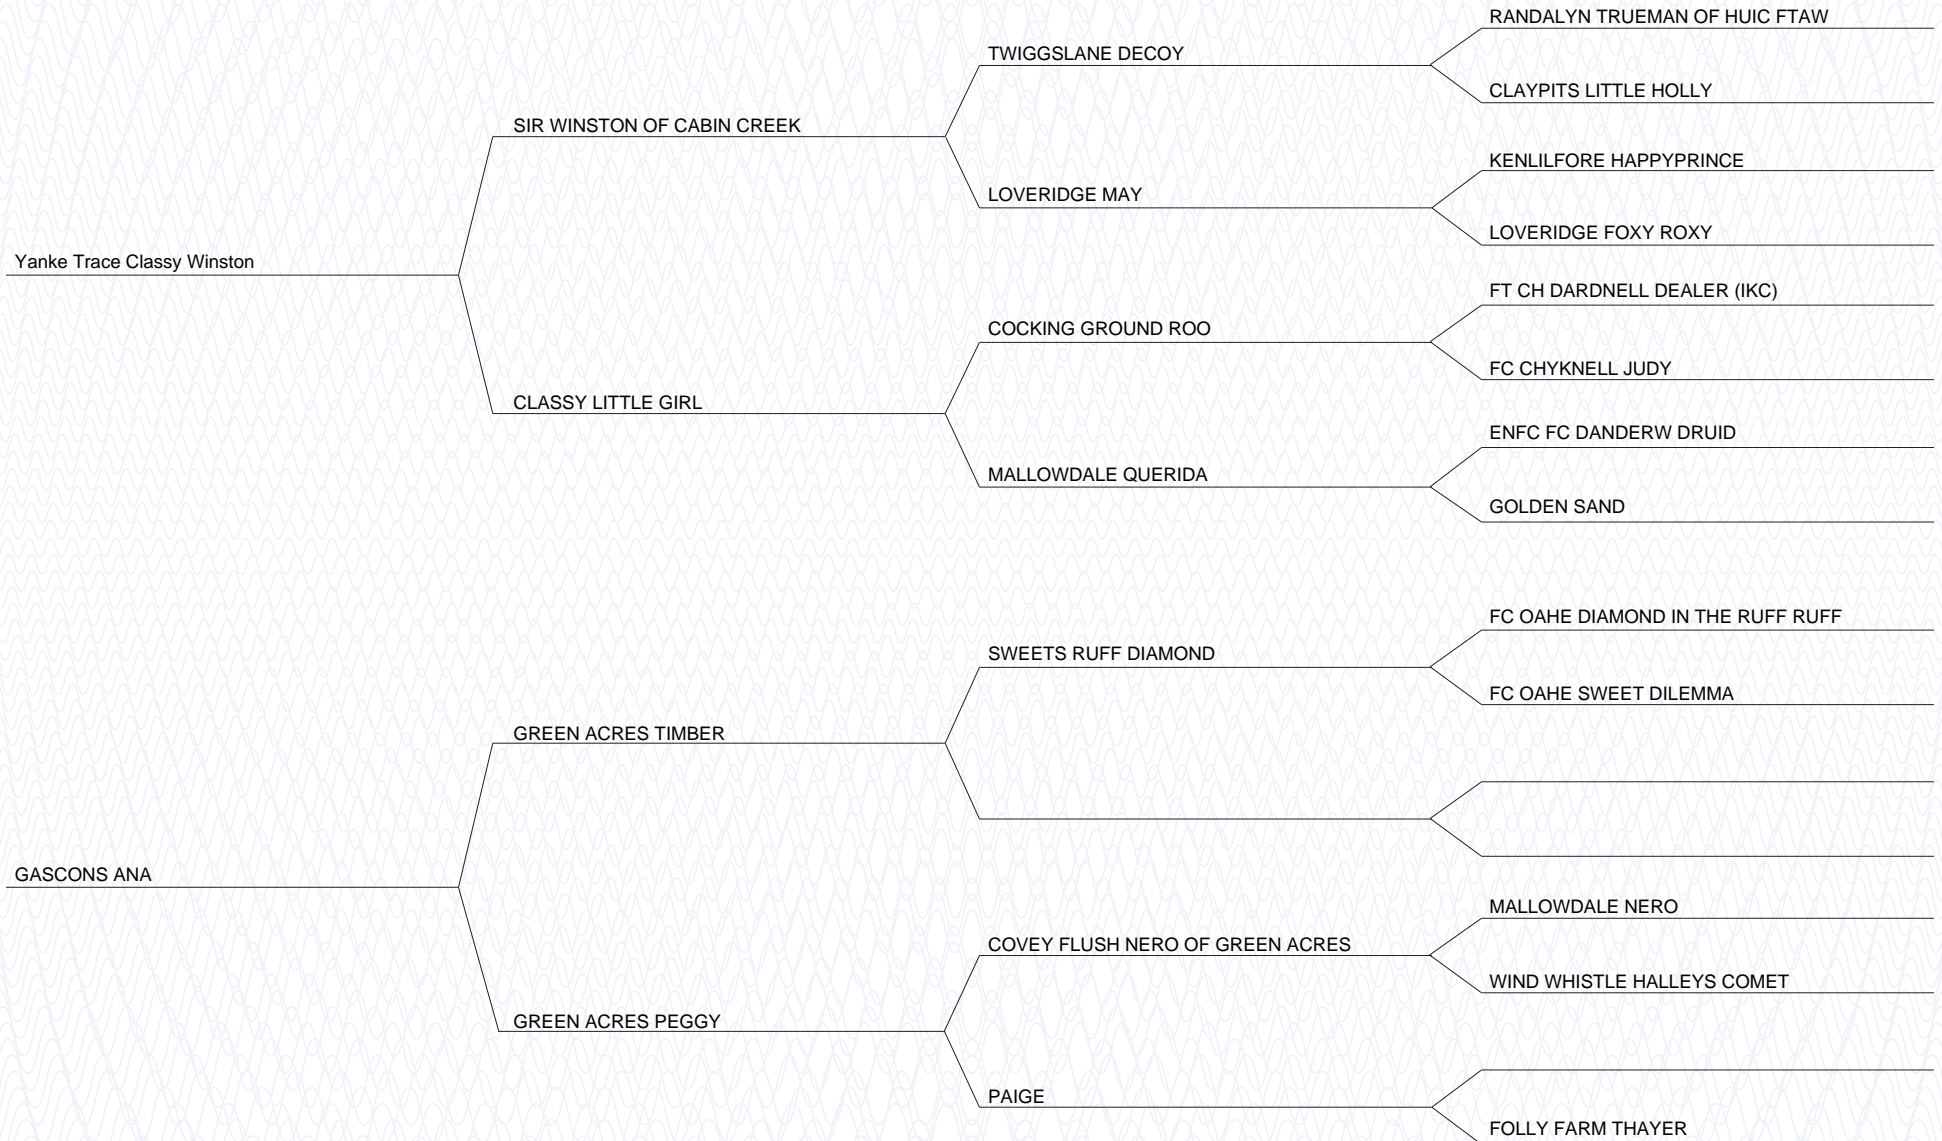 RANDALYN TRUEMAN OF HUIC FTAW
TWIGGSLANE DECOY
CLAYPITS LITTLE HOLLY
SIR WINSTON OF CABIN CREEK
KENLILFORE HAPPYPRINCE
LOVERIDGE MAY
LOVERIDGE FOXY ROXY
Yanke Trace Classy Winston
FT CH DARDNELL DEALER (IKC)
COCKING GROUND ROO
FC CHYKNELL JUDY
CLASSY LITTLE GIRL
ENFC FC DANDERW DRUID
MALLOWDALE QUERIDA
GOLDEN SAND
FC OAHE DIAMOND IN THE RUFF RUFF
SWEETS RUFF DIAMOND
FC OAHE SWEET DILEMMA
GREEN ACRES TIMBER
GASCONS ANA
MALLOWDALE NERO
COVEY FLUSH NERO OF GREEN ACRES
WIND WHISTLE HALLEYS COMET
GREEN ACRES PEGGY
PAIGE
FOLLY FARM THAYER